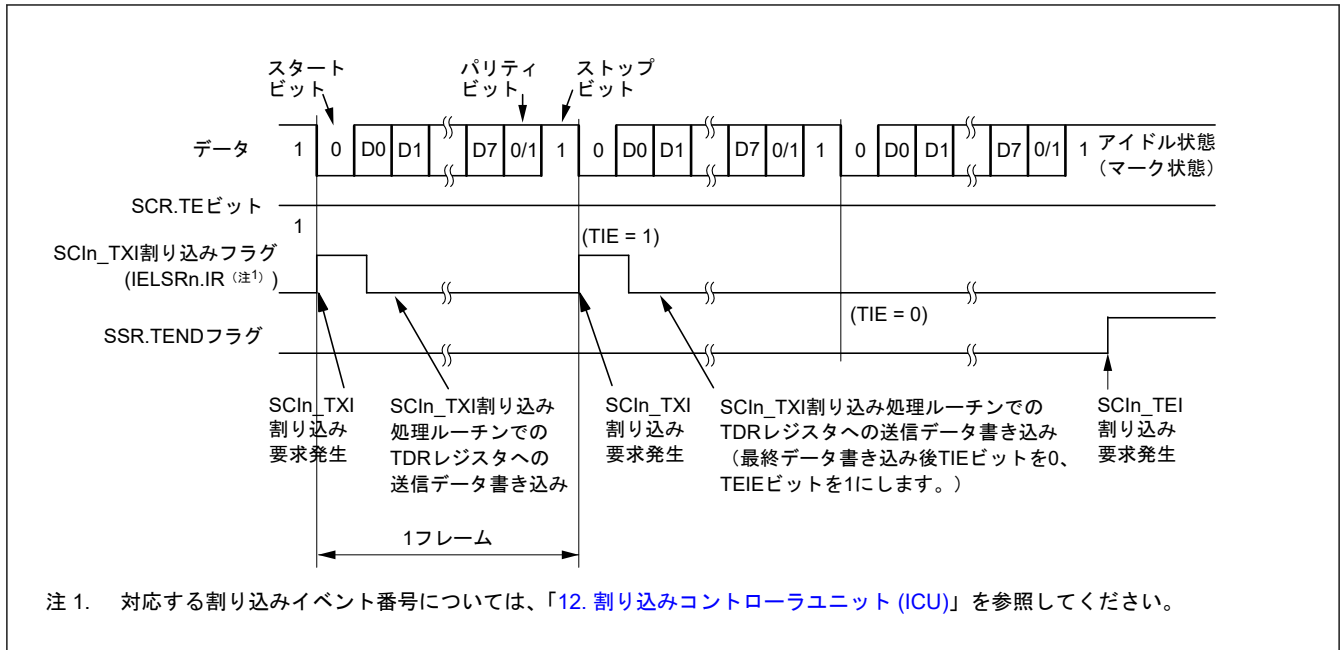 スタート
ビット
パリティ
ビット
ストップ
ビット
データ 1 0 D0 D1 D7 0/1 1 0 D0 D1 D7 0/1 1 0 D0 D1 D7 0/1 1 アイドル状態
(マーク状態)
SCR.TEビット
1
SCIn_TXI割り込みフラグ
(IELSRn.IR (注1) )
(TIE = 1)
(TIE = 0)
SSR.TENDフラグ
SCIn_TXI
割り込み
要求発生
SCIn_TXI割り込み
処理ルーチンでの
TDRレジスタへの
送信データ書き込み
SCIn_TXI
割り込み
要求発生
SCIn_TXI割り込み処理ルーチンでの
TDRレジスタへの送信データ書き込み
(最終データ書き込み後TIEビットを0、
TEIEビットを1にします。)
SCIn_TEI
割り込み
要求発生
1フレーム
注 1. 対応する割り込みイベント番号については、「12. 割り込みコントローラユニット (ICU)」を参照してください。